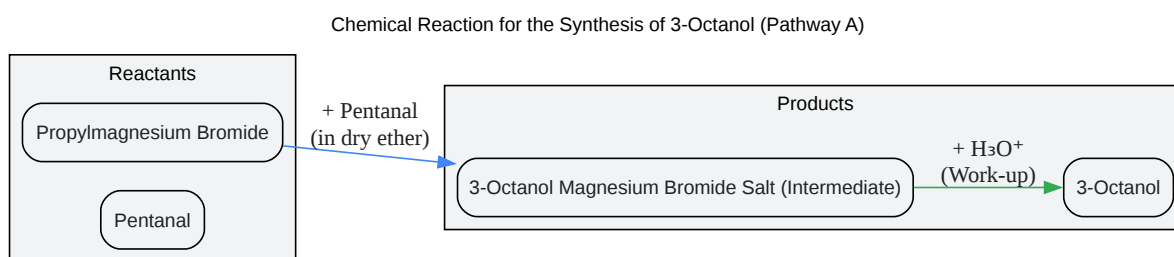 Chemical Reaction for the Synthesis of 3-Octanol (Pathway A)
Reactants
Propylmagnesium Bromide
Pentanal
+ Pentanal
(in dry ether)
Products
3-Octanol Magnesium Bromide Salt (Intermediate)
+ H₃O⁺
(Work-up)
3-Octanol